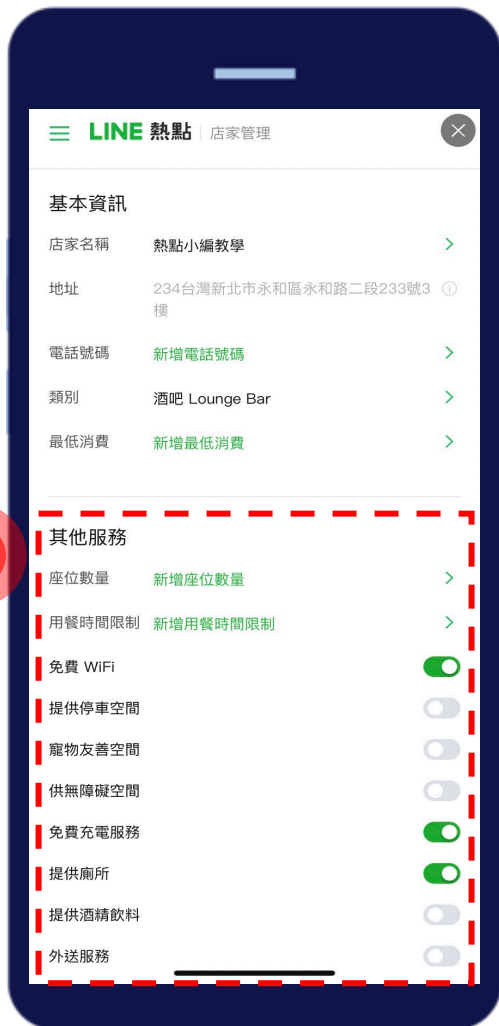 LINE 熱點 店家管理
基本資訊
店家名稱 熱點小編教學
地址 234台灣新北市永和區永和路二段233號3
樓
電話號碼 新增電話號碼
類別 酒吧 Lounge Bar
最低消費 新增最低消費
其他服務
座位數量 新增座位數量
用餐時間限制 新增用餐時間限制
免費 WiFi
提供停車空間
寵物友善空間
供無障礙空間
免費充電服務
提供廁所
提供酒精飲料
外送服務